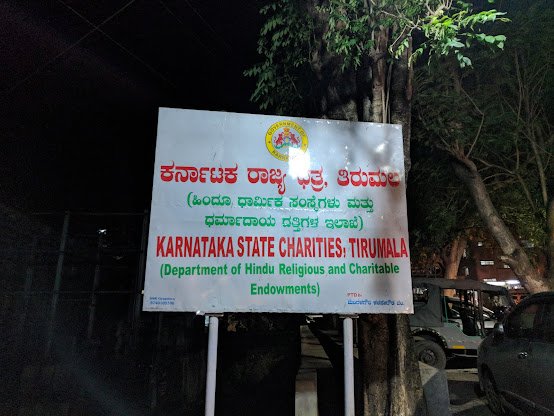 ಕರ್ನಾಟಕ ರಾಜ್ಯ ಛತ್ರ, ತಿರುಮಲ
(ಹಿಂದೂ ಧಾರ್ಮಿಕ ಸಂಸ್ಥೆಗಳು ಮತ್ತು
ಧರ್ಮಾದಾಯ ದತ್ತಿಗಳ ಇಲಾಖೆ)
KARNATAKA STATE CHARITIES, TIRUMALA
(Department of Hindu Religious and Charitable
Endowments)